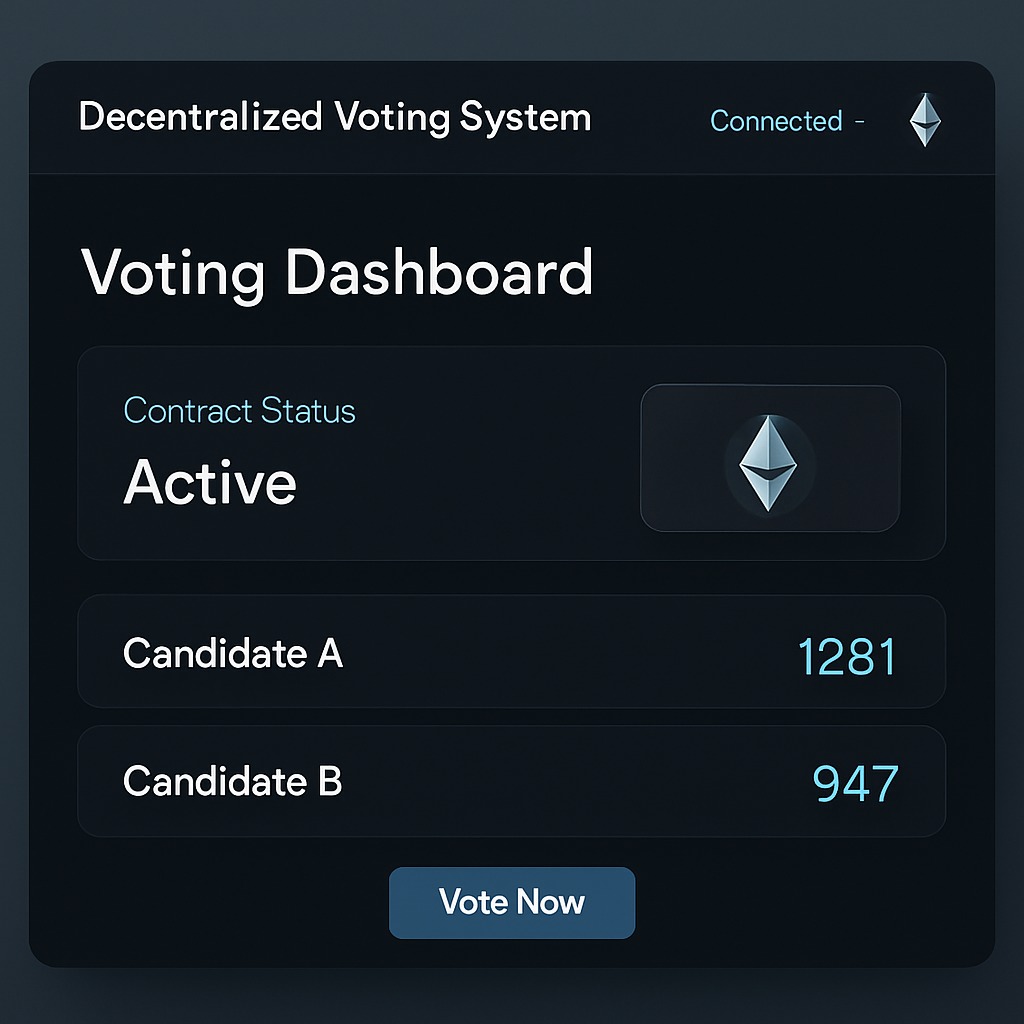 Decentralized Voting System
Connected -
Voting Dashboard
Contract Status
Active
Candidate A
1281
Candidate B
947
Vote Now